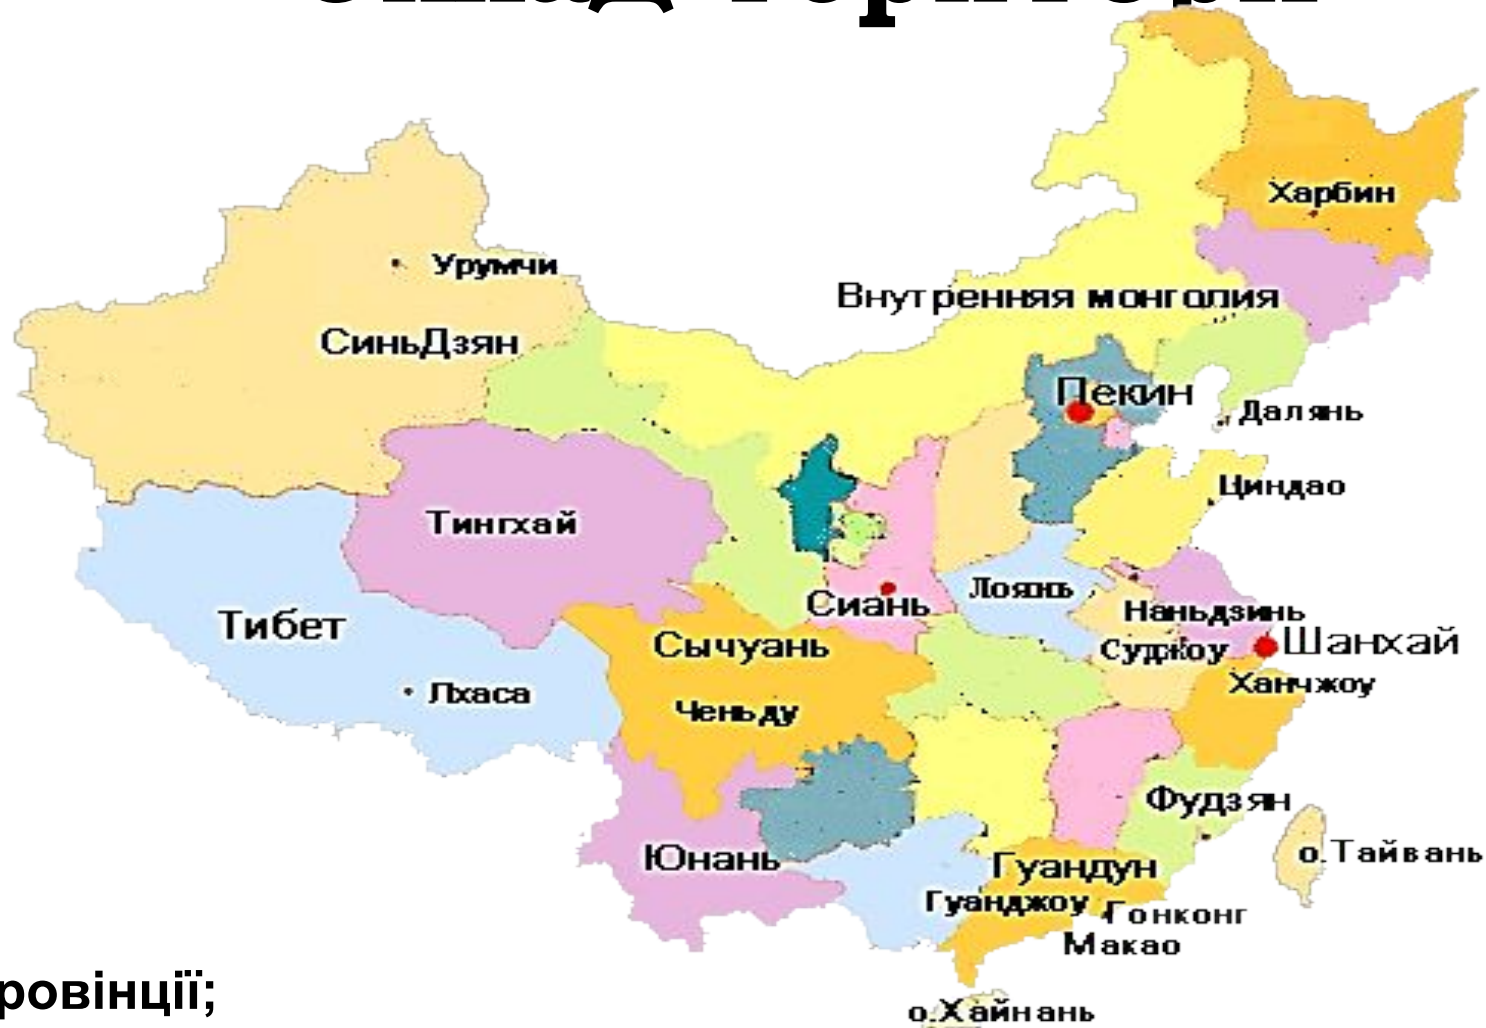 Харбин
Урумчи
Внутренняя монголия
СиньДзян
Пекин
Далянь
Циндао
Тингхай
Лоянь
Сиань
Наньдзинь
Тибет
Сычуань
Суджоу
Шанхай
Лхаса
Ханчжоу
Ченьду
Фудзян
Юнань
о.Тайвань
Гуандун
Гуанджоу
Гонконг
Макао
ровінції;
о.Хайнань